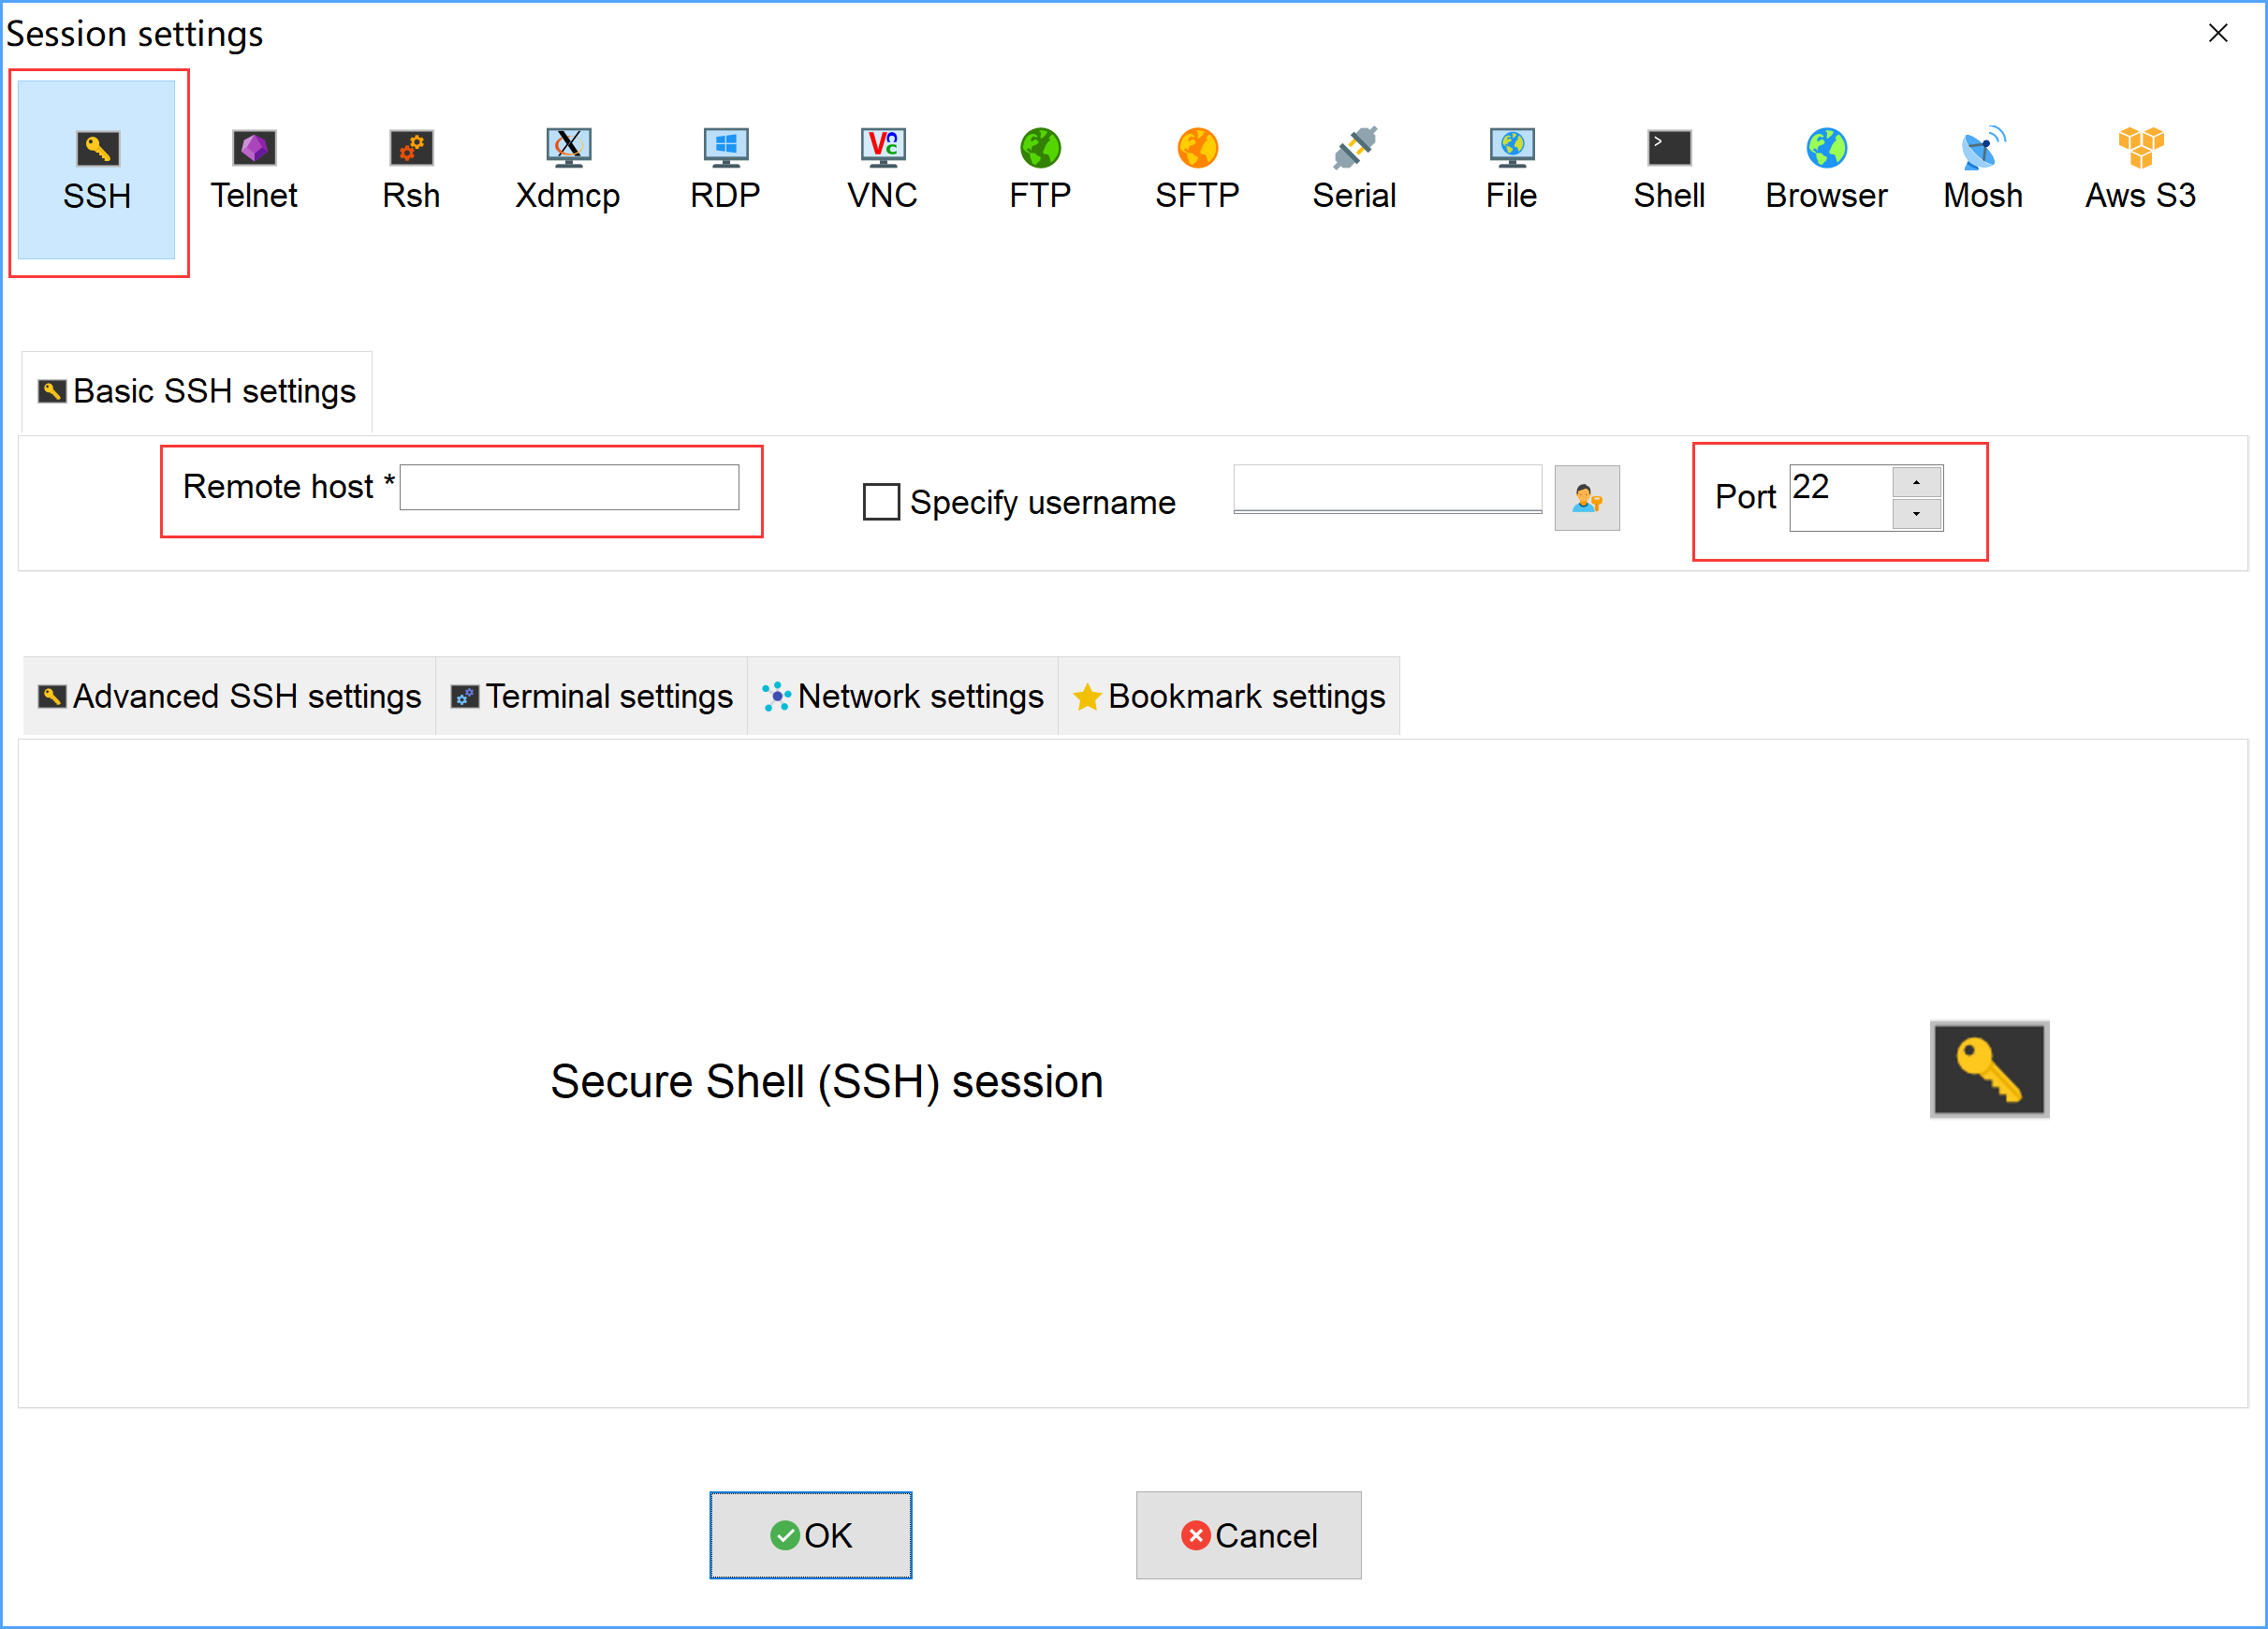 Session settings
SSH Telnet Rsh Xdmcp RDP VNC FTP SFTP Serial File Shell Browser Mosh Aws S3
Basic SSH settings
Remote host * Specify username Port 22
Advanced SSH settings Terminal settings Network settings Bookmark settings
Secure Shell (SSH) session
OK Cancel